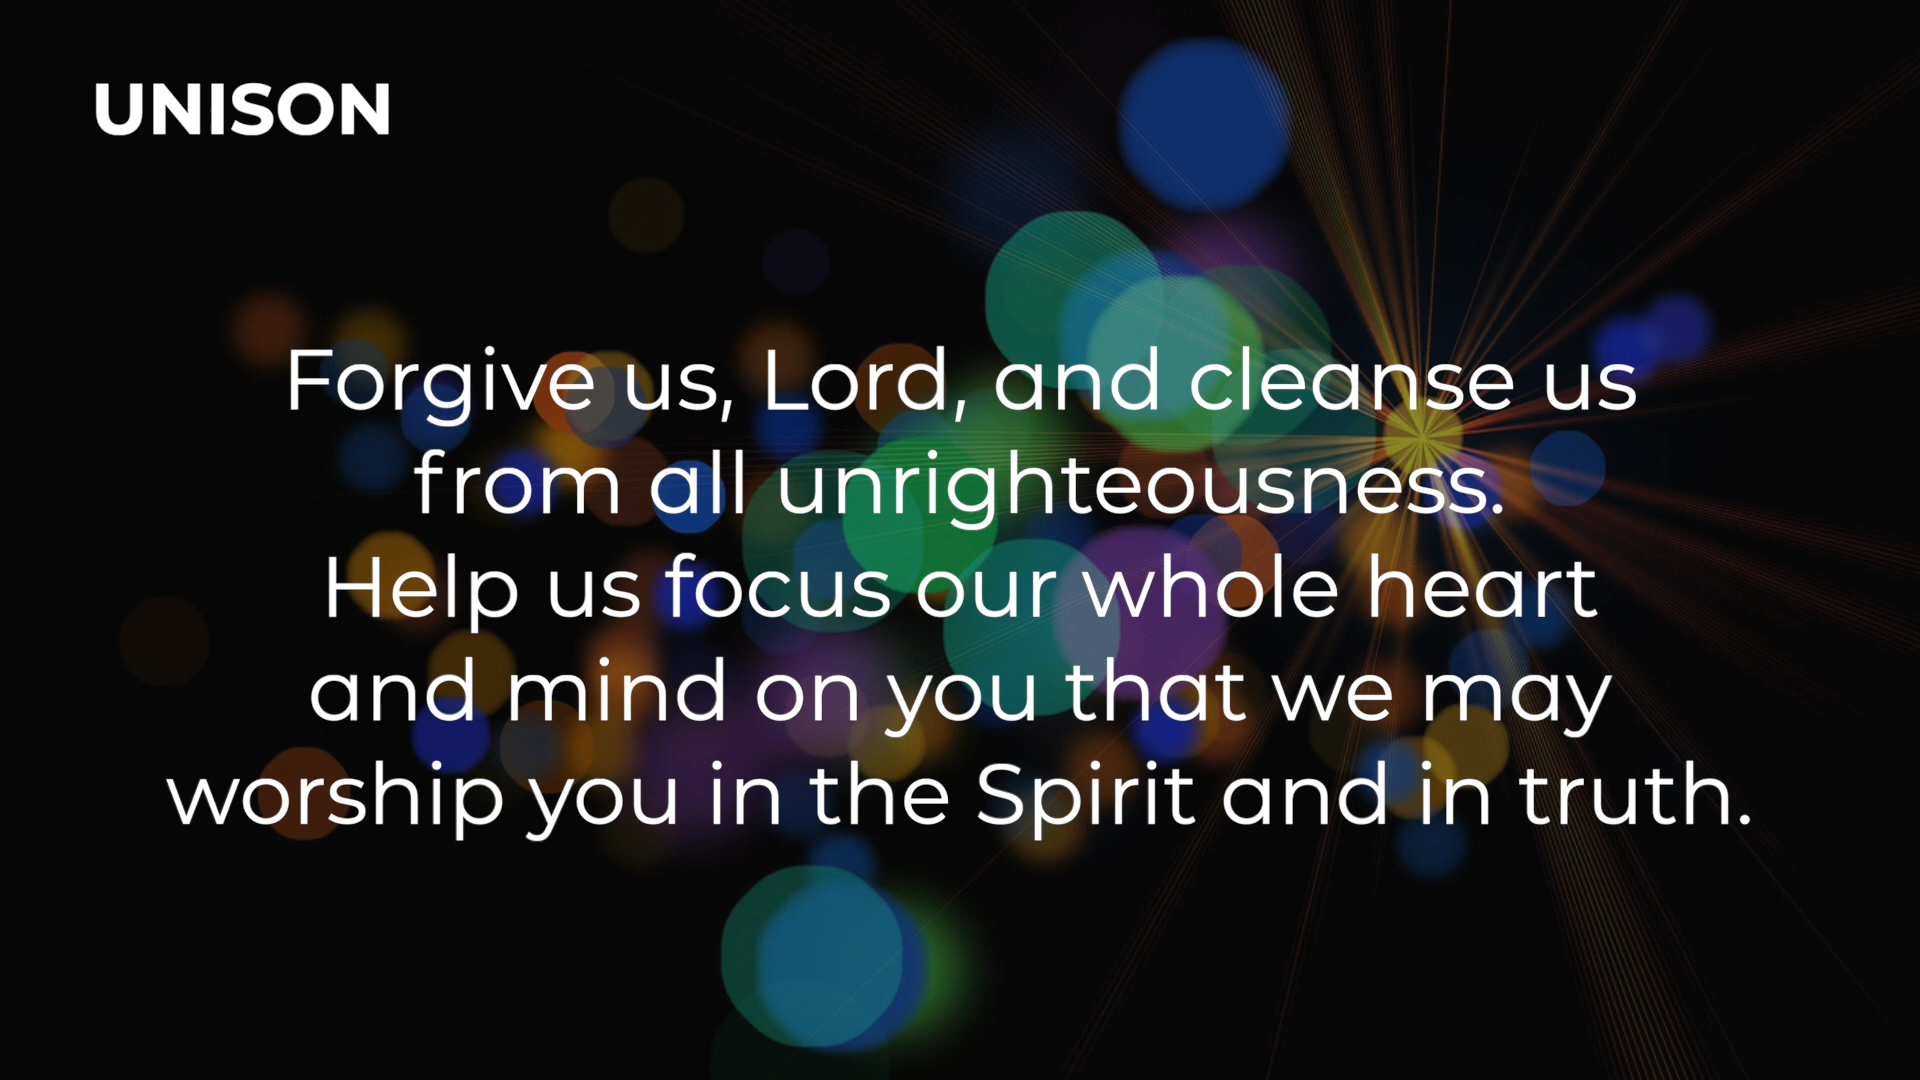 UNISON
Forgive us, Lord, and cleanse us
from all unrighteousness.
Help us focus our whole heart
and mind on you that we may
worship you in the Spirit and in truth.